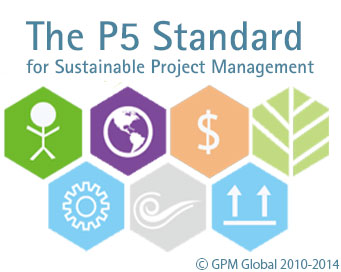 The P5 Standard
for Sustainable Project Management
$
© GPM Global 2010-2014